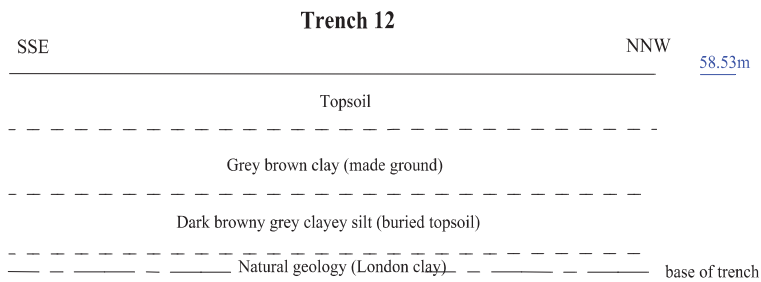 Trench 12
SSE
NNW
58.53m
Topsoil
Grey brown clay (made ground)
Dark browny grey clayey silt (buried topsoil)
Natural geology (London clay)
base of trench